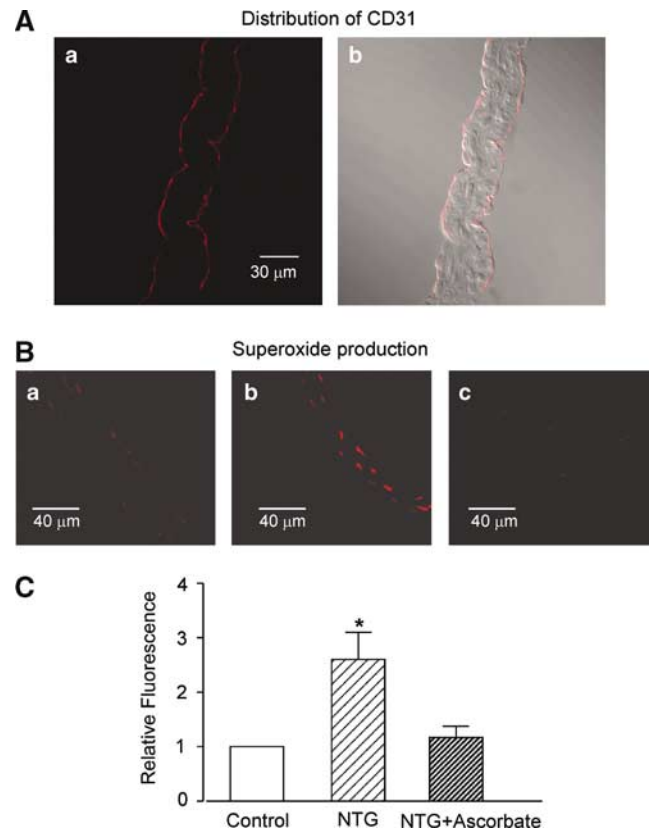 A
Distribution of CD31
a
b
30 μm
B
Superoxide production
a
b
c
40 μm
40 μm
40 μm
C
Relative Fluorescence
4
3
2
1
0
*
Control
NTG
NTG+Ascorbate